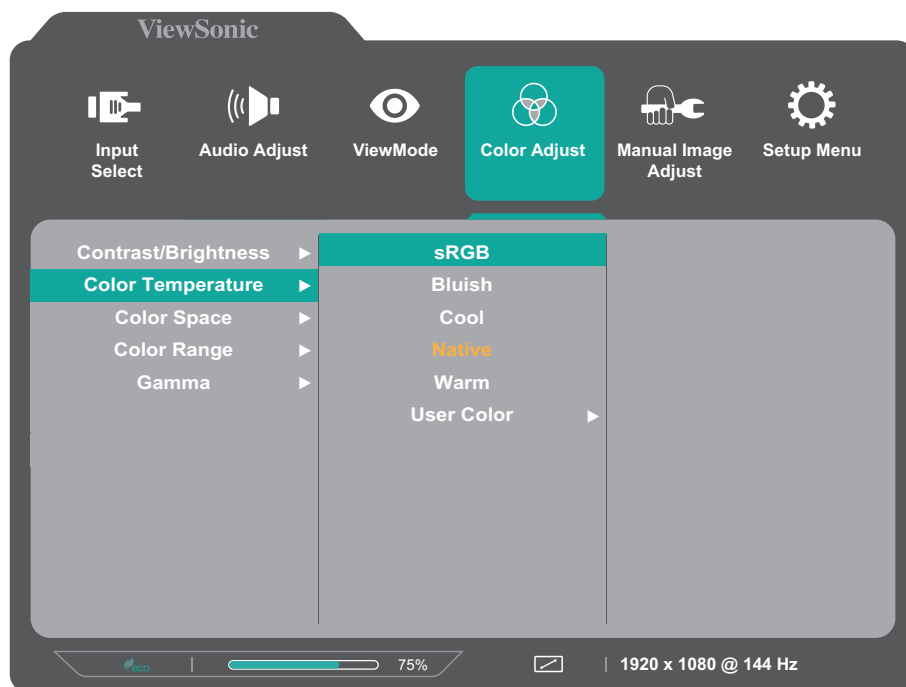 ViewSonic
Input
Select
Audio Adjust
ViewMode
Color Adjust
Manual Image
Adjust
Setup Menu
Contrast/Brightness
Color Temperature
Color Space
Color Range
Gamma
sRGB
Bluish
Cool
Native
Warm
User Color
ECO
75%
1920 x 1080 @ 144 Hz